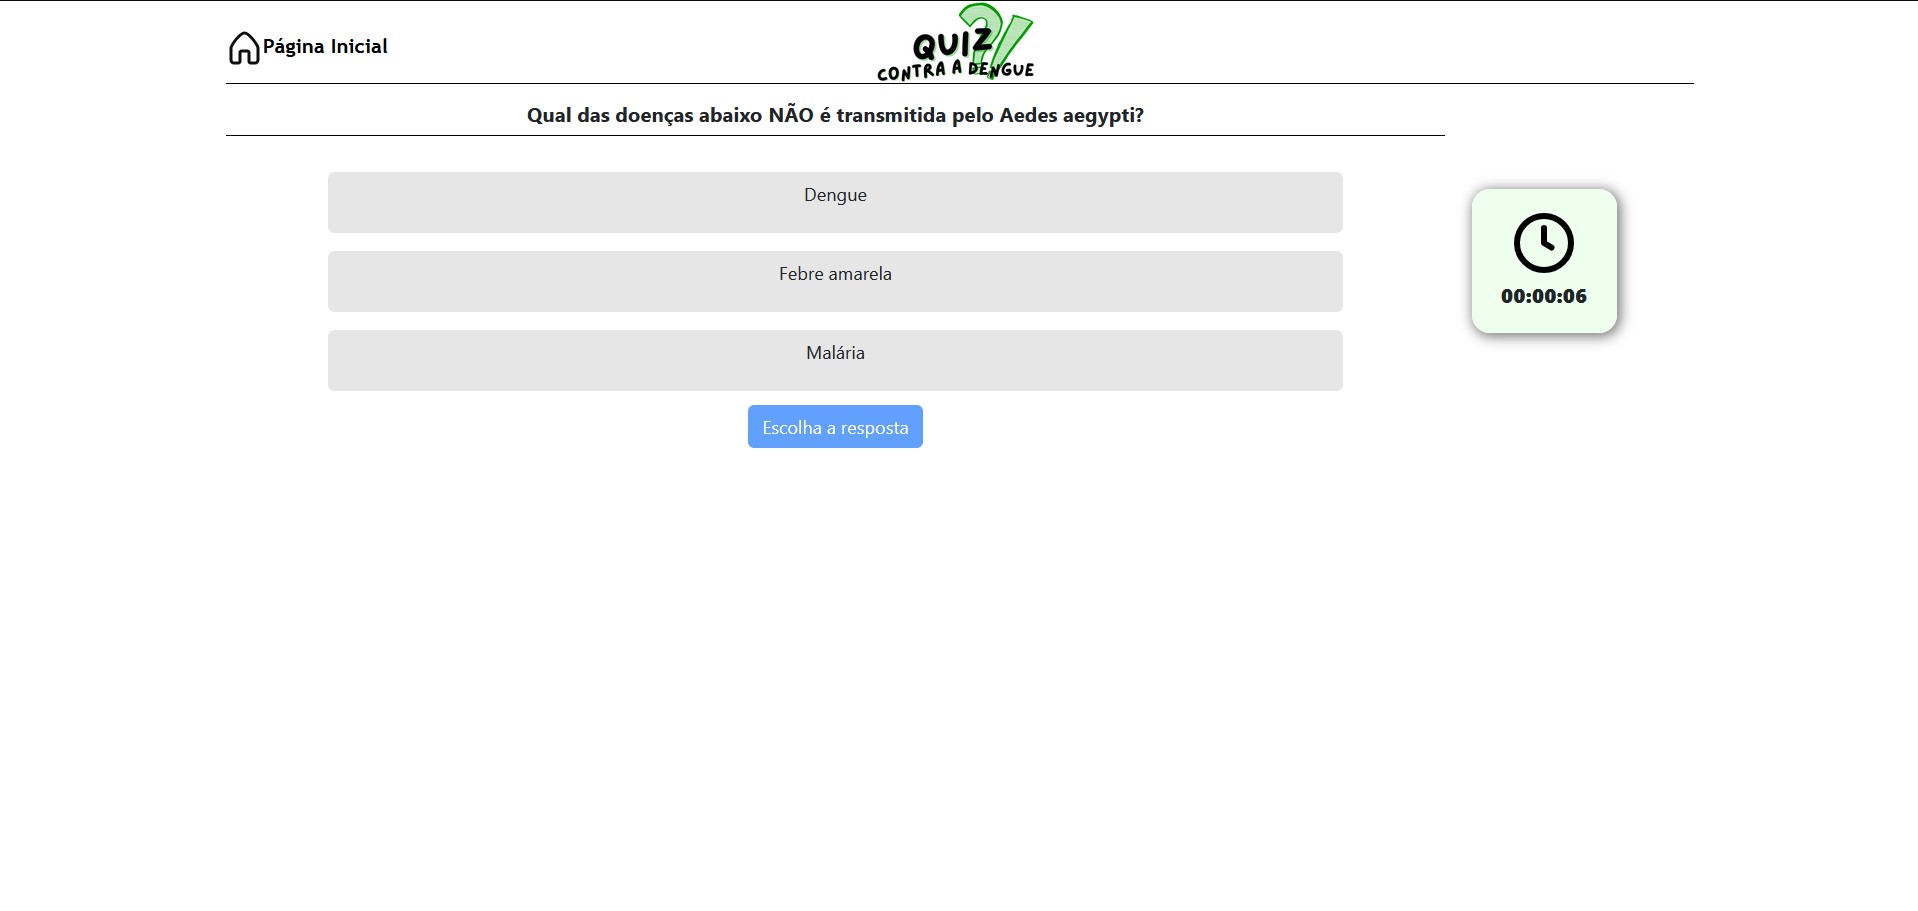 Página Inicial
QUIZ?!
CONTRA A DENGUE
Qual das doenças abaixo NÃO é transmitida pelo Aedes aegypti?
Dengue
Febre amarela
Malária
Escolha a resposta
00:00:06